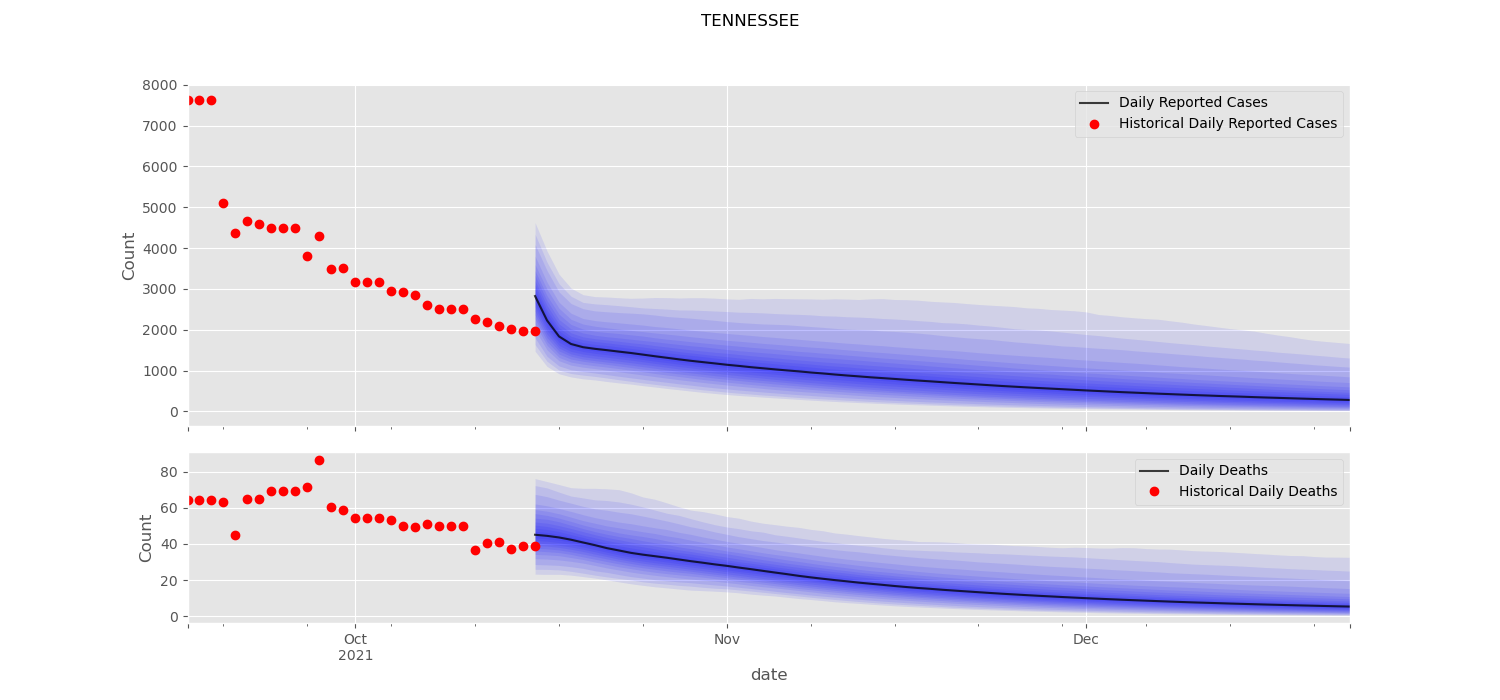 TENNESSEE
8000
7000
6000
5000
4000
3000
2000
1000
0
Count
Daily Reported Cases
Historical Daily Reported Cases
80
60
40
20
0
Count
Daily Deaths
Historical Daily Deaths
Oct
2021
Nov
Dec
date